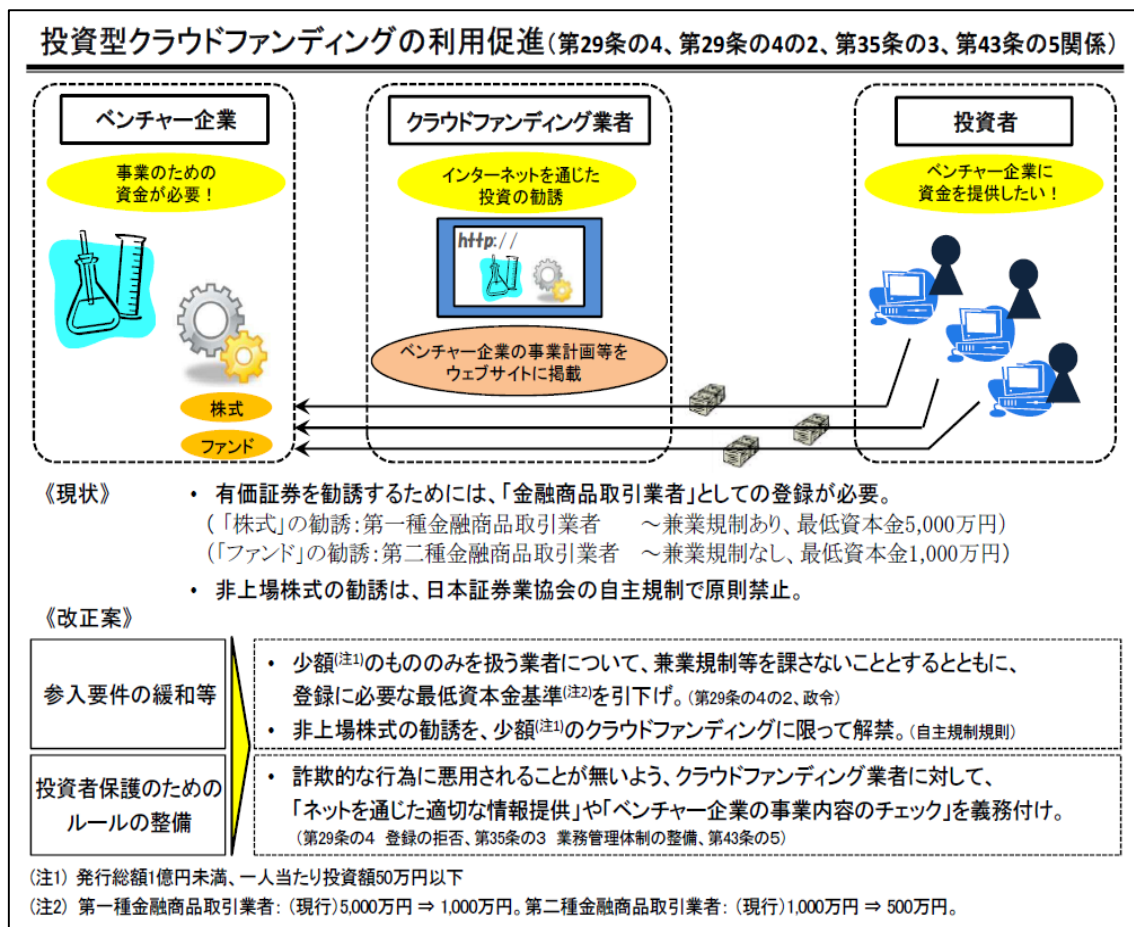 投資型クラウドファンディングの利用促進(第29条の4、第29条の4の2、第35条の3、第43条の5関係)
ベンチャー企業
事業のための
資金が必要！
株式
ファンド
クラウドファンディング業者
インターネットを通じた
投資の勧誘
http://
ベンチャー企業の事業計画等を
ウェブサイトに掲載
投資者
ベンチャー企業に
資金を提供したい！
《現状》
・ 有価証券を勧誘するためには、「金融商品取引業者」としての登録が必要。
（「株式」の勧誘：第一種金融商品取引業者　～兼業規制あり、最低資本金5,000万円）
（「ファンド」の勧誘：第二種金融商品取引業者　～兼業規制なし、最低資本金1,000万円）
・ 非上場株式の勧誘は、日本証券業協会の自主規制で原則禁止。
《改正案》
参入要件の緩和等
・ 少額(注1)のもののみを扱う業者について、兼業規制等を課さないこととするとともに、
登録に必要な最低資本金基準(注2)を引下げ。(第29条の4の2、政令)
・ 非上場株式の勧誘を、少額(注1)のクラウドファンディングに限って解禁。(自主規制規則)
投資者保護のための
ルールの整備
・ 詐欺的な行為に悪用されることが無いよう、クラウドファンディング業者に対して、
「ネットを通じた適切な情報提供」や「ベンチャー企業の事業内容のチェック」を義務付け。
(第29条の4 登録の拒否、第35条の3 業務管理体制の整備、第43条の5)
(注1) 発行総額1億円未満、一人当たり投資額50万円以下
(注2) 第一種金融商品取引業者：(現行)5,000万円 ⇒ 1,000万円。第二種金融商品取引業者：(現行)1,000万円 ⇒ 500万円。